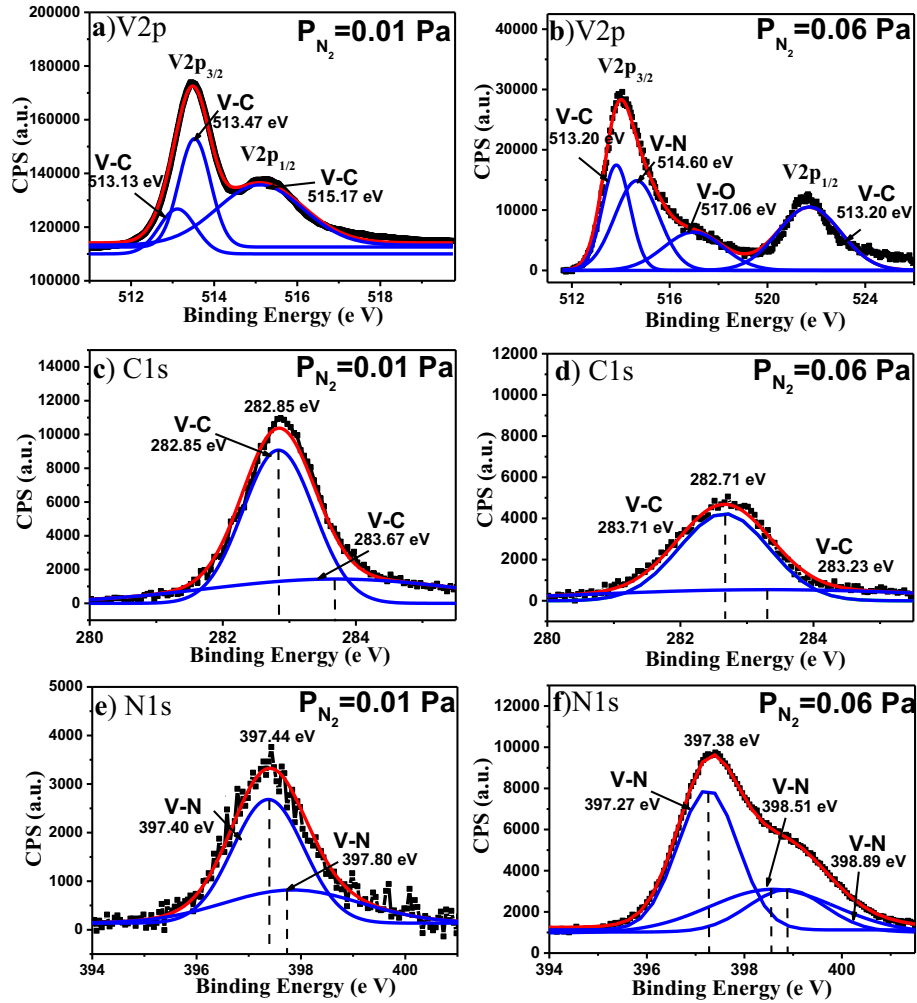 a)V2p
P_N2=0.01 Pa
V2p3/2
V-C
513.47 eV
V-C
513.13 eV
V2p1/2
V-C
515.17 eV
CPS (a.u.)
200000
180000
160000
140000
120000
100000
512
514
516
518
Binding Energy (e V)
b)V2p
P_N2=0.06 Pa
V2p3/2
V-C
513.20 eV
V-N
514.60 eV
V-O
517.06 eV
V2p1/2
V-C
513.20 eV
CPS (a.u.)
40000
30000
20000
10000
0
512
516
520
524
Binding Energy (e V)
c) C1s
P_N2=0.01 Pa
282.85 eV
V-C
282.85 eV
V-C
283.67 eV
CPS (a.u.)
14000
12000
10000
8000
6000
4000
2000
0
280
282
284
Binding Energy (e V)
d) C1s
P_N2=0.06 Pa
282.71 eV
V-C
283.71 eV
V-C
283.23 eV
CPS (a.u.)
12000
10000
8000
6000
4000
2000
0
280
282
284
Binding Energy (e V)
e) N1s
P_N2=0.01 Pa
397.44 eV
V-N
397.40 eV
V-N
397.80 eV
CPS (a.u.)
5000
4000
3000
2000
1000
0
394
396
398
400
Binding Energy (e V)
f)N1s
P_N2=0.06 Pa
397.38 eV
V-N
397.27 eV
V-N
398.51 eV
V-N
398.89 eV
CPS (a.u.)
12000
10000
8000
6000
4000
2000
0
394
396
398
400
Binding Energy (e V)